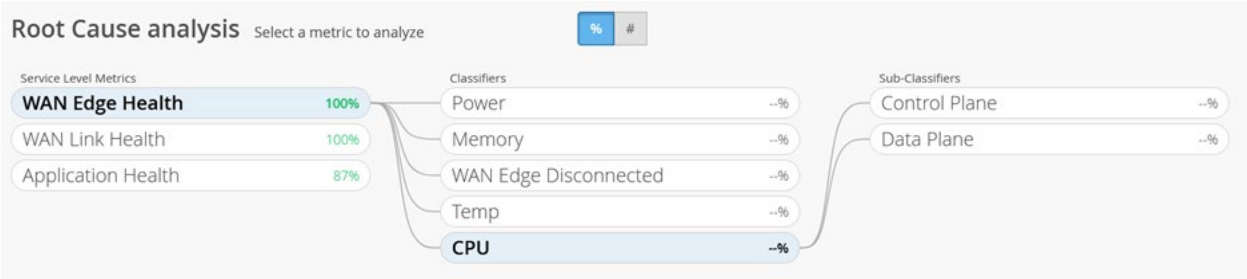 Root Cause analysis Select a metric to analyze % #
Service Level Metrics Classifiers Sub-Classifiers
WAN Edge Health 100% Power --% Control Plane --%
WAN Link Health 100% Memory --% Data Plane --%
Application Health 87% WAN Edge Disconnected --%
Temp --%
CPU --%